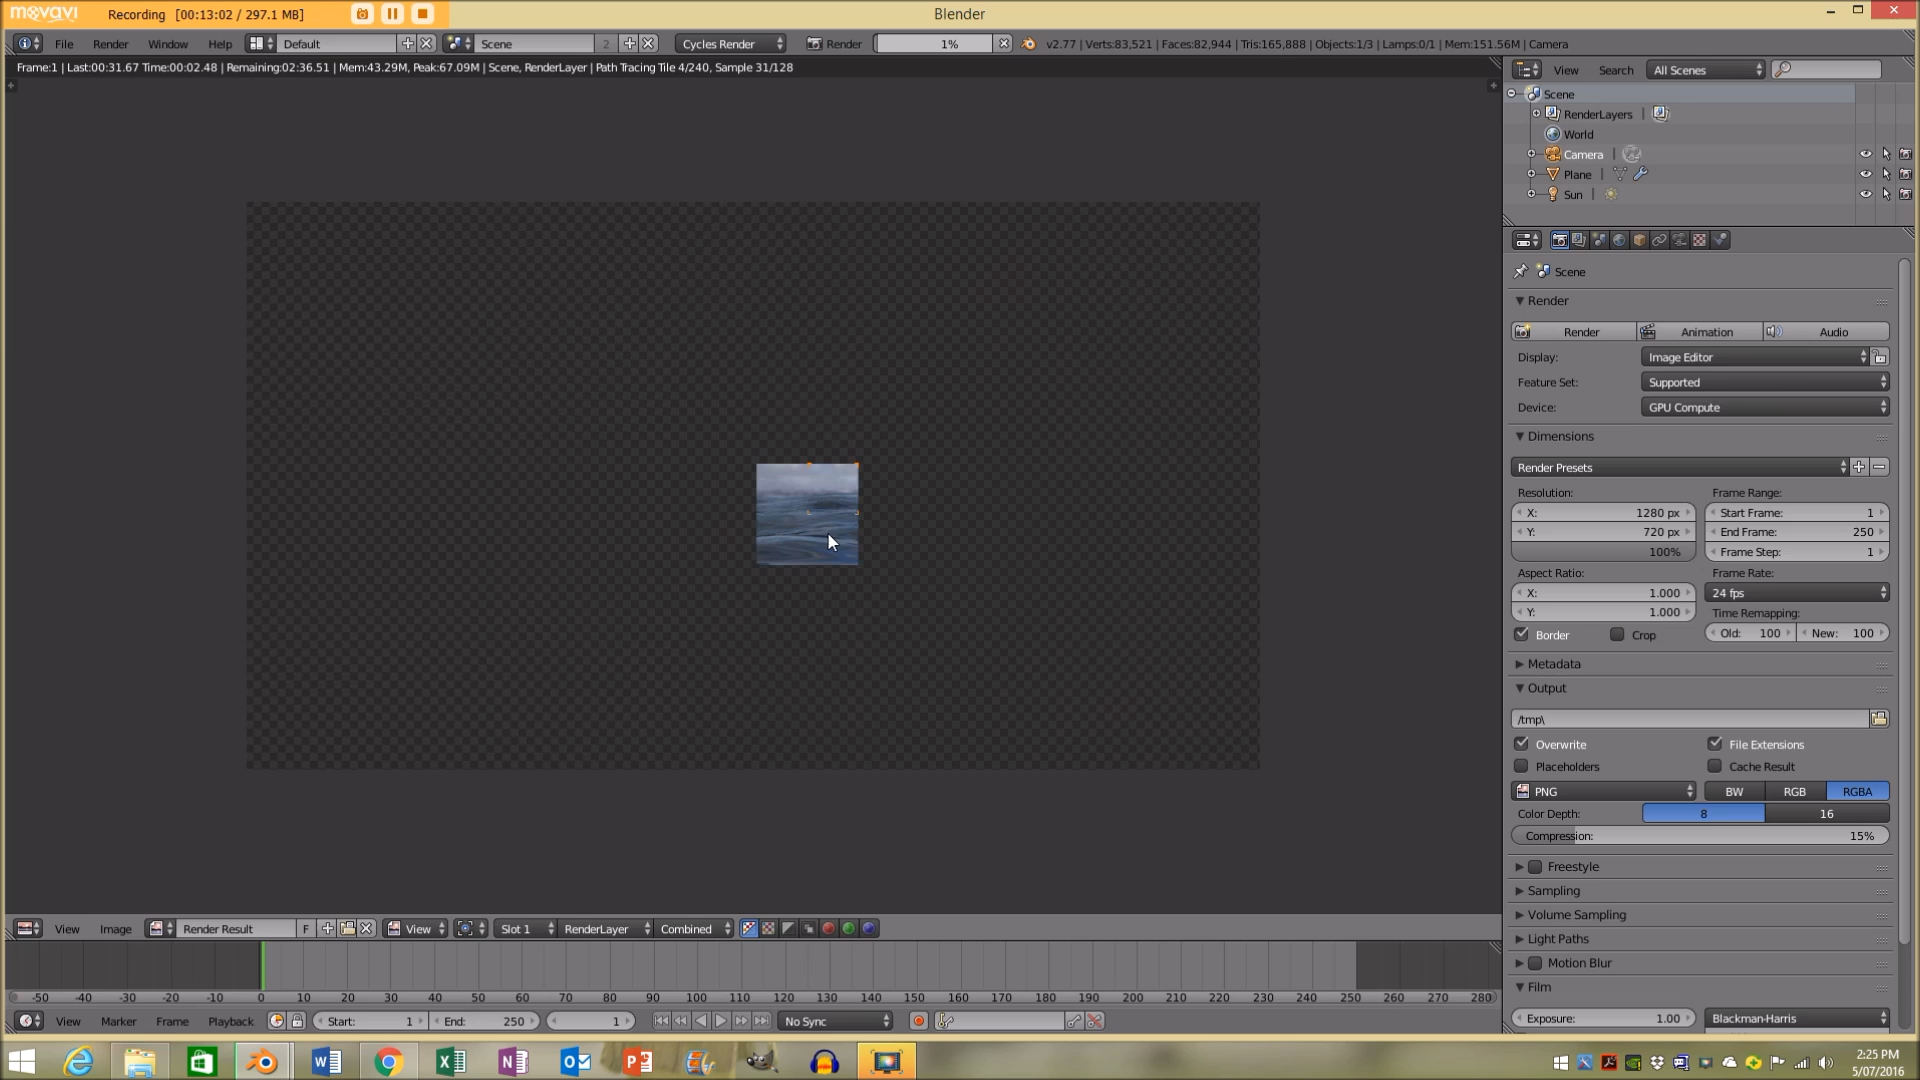 movavi
Recording [00:13:02 / 297.1 MB]
Blender
File Render Window Help Default Scene 2 Cycles Render Render 1% v2.77 | Verts:83,521 | Faces:82,944 | Tris:165,888 | Objects:1/3 | Lamps:0/1 | Mem:151.56M | Camera
Frame:1 | Last:00:31.67 Time:00:02.48 | Remaining:02:36.51 | Mem:43.29M, Peak:67.09M | Scene, RenderLayer | Path Tracing Tile 4/240, Sample 31/128
View Search All Scenes
Scene
RenderLayers |
World
Camera |
Plane |
Sun |
Scene
Render
Render Animation Audio
Display: Image Editor
Feature Set: Supported
Device: GPU Compute
Dimensions
Render Presets
Resolution: Frame Range:
X: 1280 px Start Frame: 1
Y: 720 px End Frame: 250
100% Frame Step: 1
Aspect Ratio: Frame Rate:
X: 1.000 24 fps
Y: 1.000 Time Remapping:
Border Crop Old: 100 New: 100
Metadata
Output
/tmp\
Overwrite File Extensions
Placeholders Cache Result
PNG BW RGB RGBA
Color Depth: 8 16
Compression: 15%
Freestyle
Sampling
Volume Sampling
Light Paths
Motion Blur
Film
Exposure: 1.00 Blackman-Harris
View Image Render Result F View Slot 1 RenderLayer Combined
-50 -40 -30 -20 -10 0 10 20 30 40 50 60 70 80 90 100 110 120 130 140 150 160 170 180 190 200 210 220 230 240 250 260 270 280
View Marker Frame Playback Start: 1 End: 250 1 No Sync
2:25 PM
5/07/2016